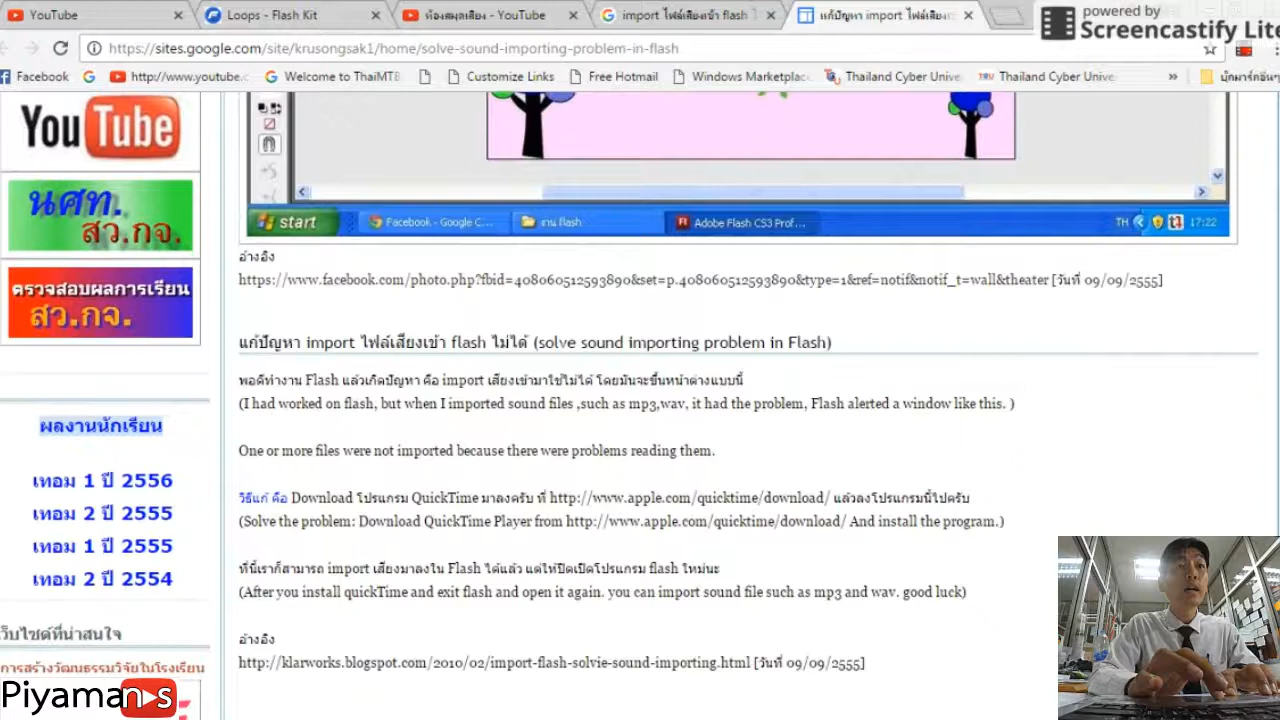 YouTube
Loops - Flash Kit
ห้องสมุดเสียง - YouTube
import ไฟล์เสียงเข้า flash
แก้ปัญหา import ไฟล์เสียง
powered by
Screencastify Lite
https://sites.google.com/site/krusongsak1/home/solve-sound-importing-problem-in-flash
Facebook
http://www.youtube.c
Welcome to ThaiMTB
Customize Links
Free Hotmail
Windows Marketplac
Thailand Cyber Unive
Thailand Cyber Unive
»
บุ๊กมาร์กอื่นๆ
YouTube
นศท.
สว.กจ.
ตรวจสอบผลการเรียน
สว.กจ.
start
Facebook - Google C...
งาน flash
Adobe Flash CS3 Prof...
TH
17:22
อ้างอิง
https://www.facebook.com/photo.php?fbid=408060512593890&set=p.408060512593890&type=1&ref=notif&notif_t=wall&theater [วันที่ 09/09/2555]
แก้ปัญหา import ไฟล์เสียงเข้า flash ไม่ได้ (solve sound importing problem in Flash)
พอดีทำงาน Flash แล้วเกิดปัญหา คือ import เสียงเข้ามาใช้ไม่ได้ โดยมันจะขึ้นหน้าต่างแบบนี้
(I had worked on flash, but when I imported sound files ,such as mp3,wav, it had the problem, Flash alerted a window like this. )
One or more files were not imported because there were problems reading them.
วิธีแก้ คือ Download โปรแกรม QuickTime มาลงครับ ที่ http://www.apple.com/quicktime/download/ แล้วลงโปรแกรมนี้ไปครับ
(Solve the problem: Download QuickTime Player from http://www.apple.com/quicktime/download/ And install the program.)
ที่นี้เราก็สามารถ import เสียงมาลงใน Flash ได้แล้ว แต่ให้ปิดเปิดโปรแกรม flash ใหม่นะ
(After you install quickTime and exit flash and open it again. you can import sound file such as mp3 and wav. good luck)
อ้างอิง
http://klarworks.blogspot.com/2010/02/import-flash-solvie-sound-importing.html [วันที่ 09/09/2555]
ผลงานนักเรียน
เทอม 1 ปี 2556
เทอม 2 ปี 2555
เทอม 1 ปี 2555
เทอม 2 ปี 2554
เว็บไซต์ที่น่าสนใจ
การสร้างวัฒนธรรมวิจัยในโรงเรียน
Piyaman s